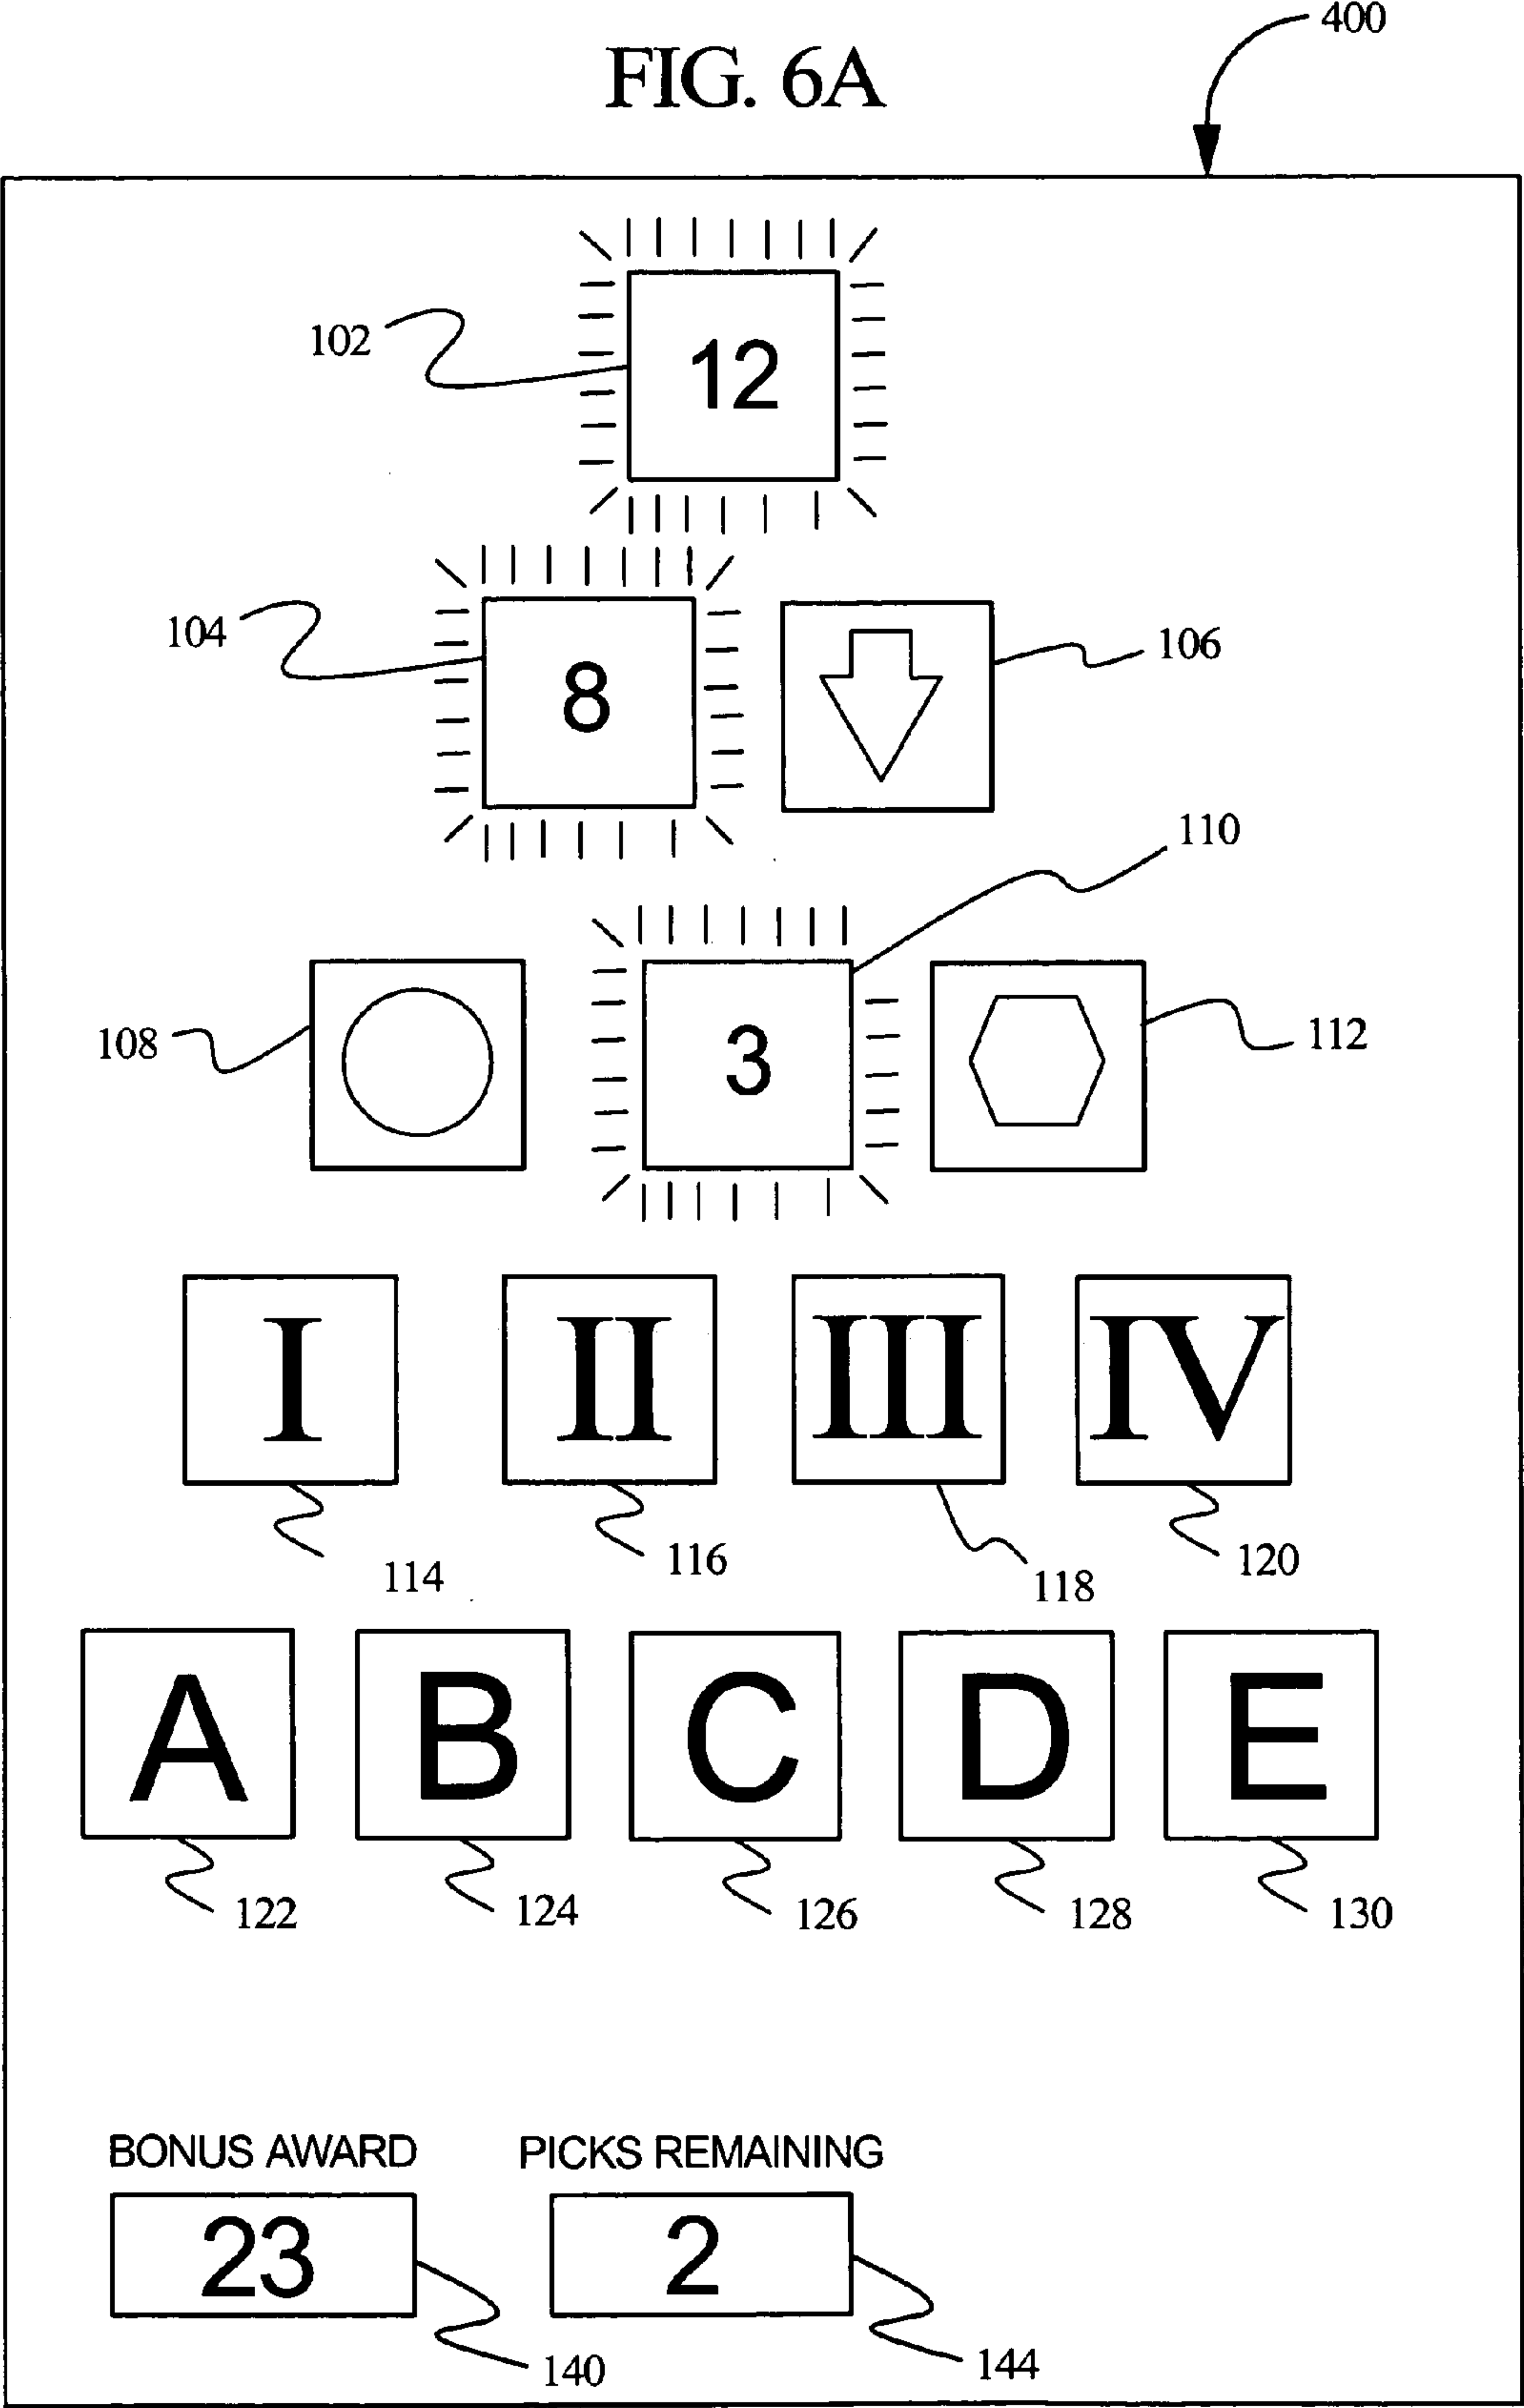 400
FIG. 6A
102
12
104
8
106
110
108
3
112
I II III IV
114 116 118 120
A B C D E
122 124 126 128 130
BONUS AWARD PICKS REMAINING
23 2
140 144